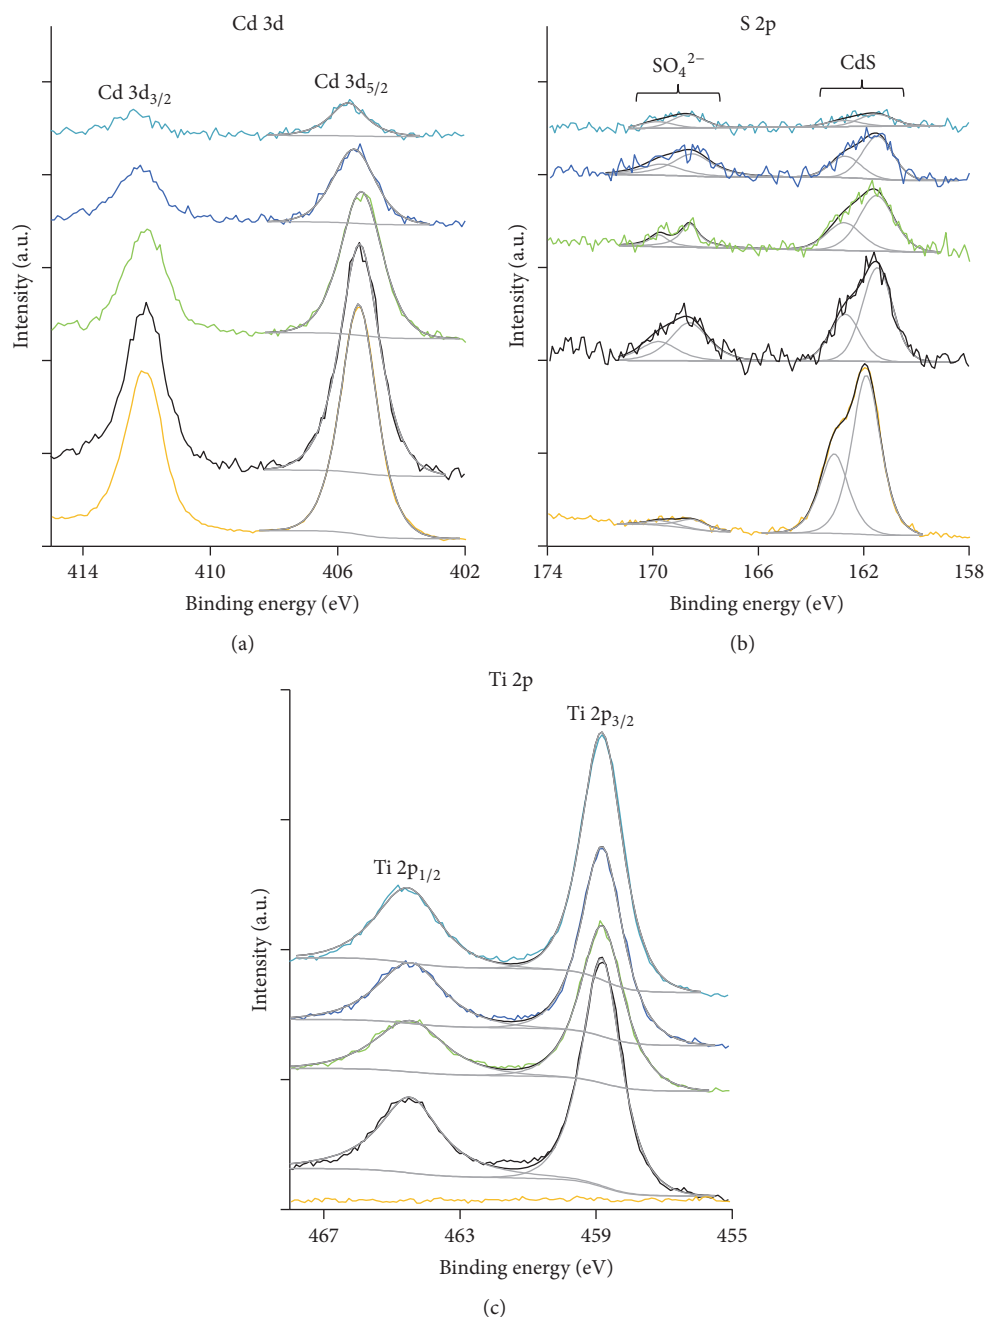 Cd 3d
Cd 3d3/2
Cd 3d5/2
Intensity (a.u.)
414 410 406 402
Binding energy (eV)
(a)
S 2p
SO4²⁻
CdS
Intensity (a.u.)
174 170 166 162 158
Binding energy (eV)
(b)
Ti 2p
Ti 2p3/2
Ti 2p1/2
Intensity (a.u.)
467 463 459 455
Binding energy (eV)
(c)